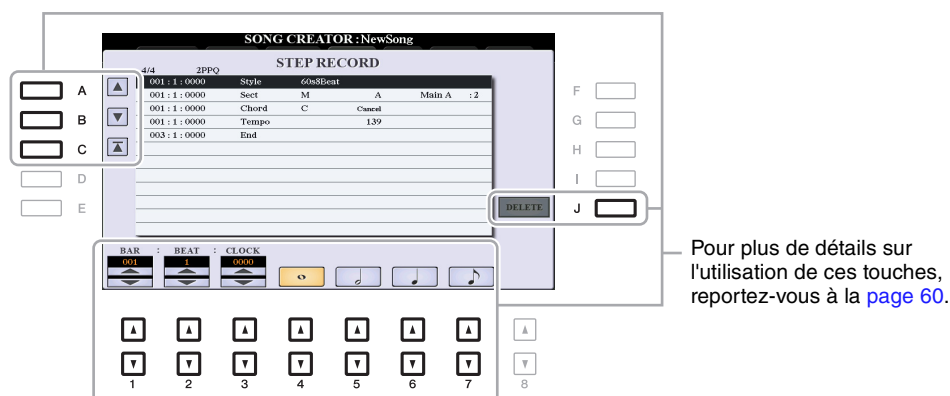 SONG CREATOR : NewSong
STEP RECORD
4/4 2PPQ
001 : 1 : 0000 Style 60s8Beat
001 : 1 : 0000 Sect M A Main A : 2
001 : 1 : 0000 Chord C Cancel
001 : 1 : 0000 Tempo 139
003 : 1 : 0000 End
A
B
C
D
E
F
G
H
I
DELETE J
BAR : BEAT : CLOCK
001 1 0000
1 2 3 4 5 6 7 8
Pour plus de détails sur
l'utilisation de ces touches,
reportez-vous à la page 60.